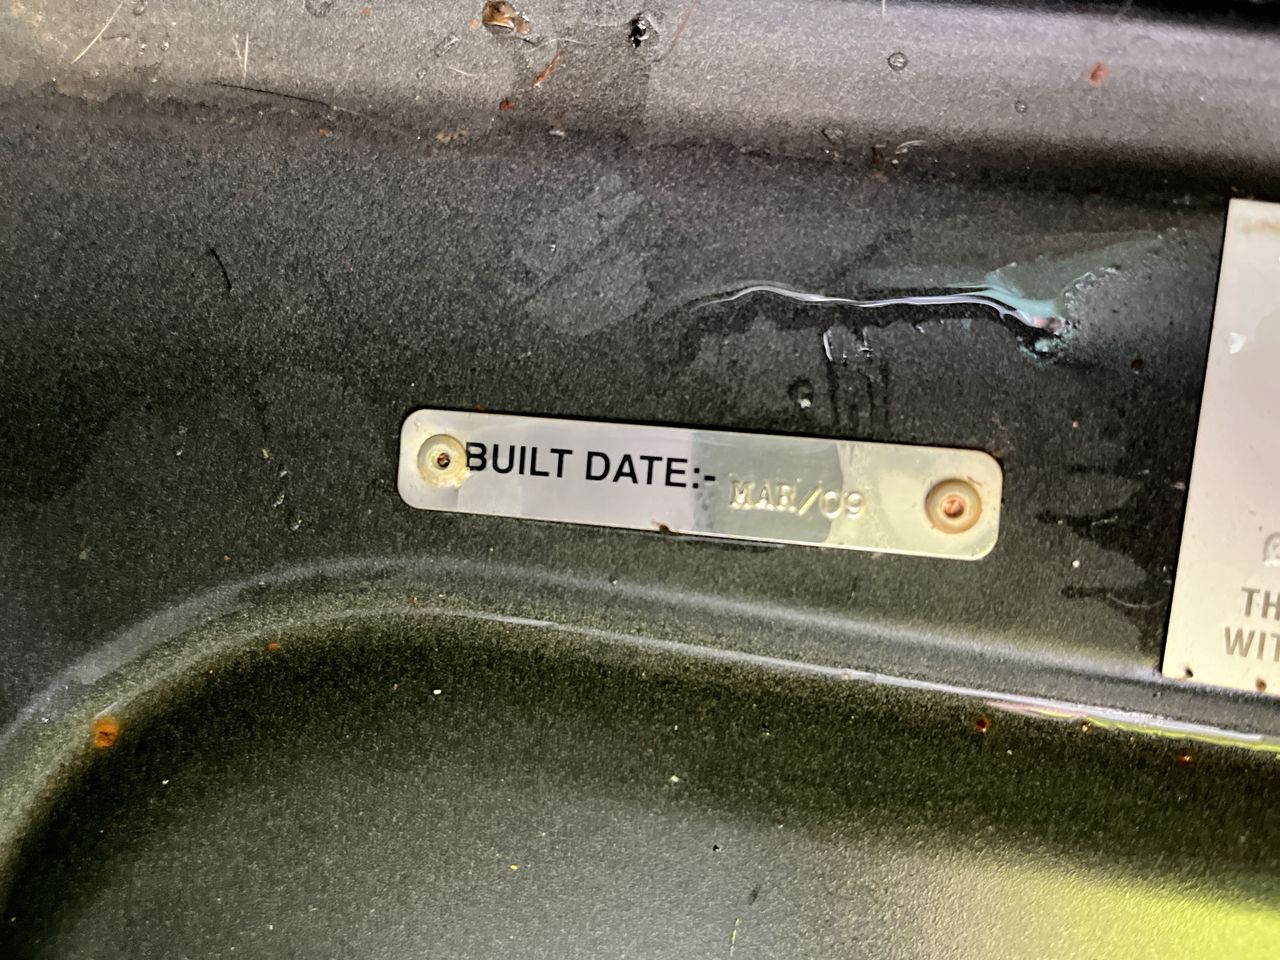 BUILT DATE:- MAR/09
TH
WIT